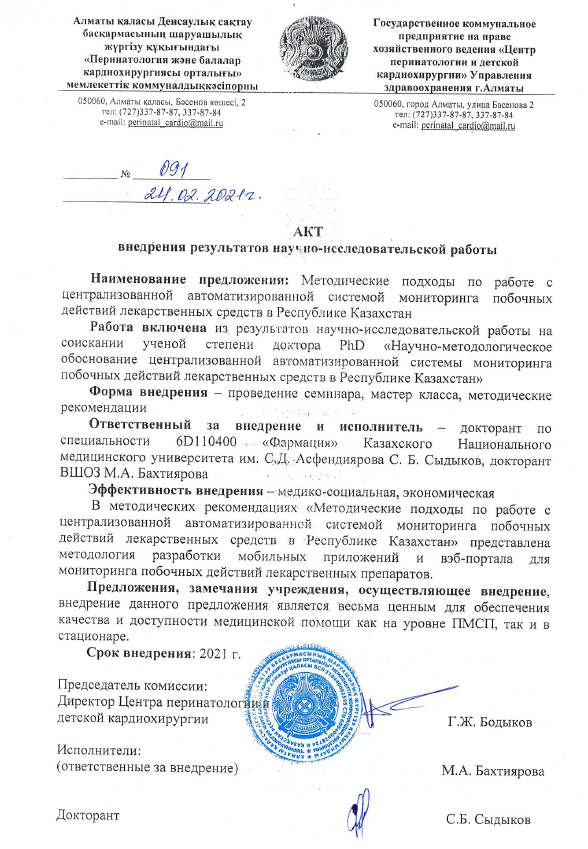 Алматы қаласы Денсаулық сақтау
басқармасының шаруашылық
жүргізу құқығындағы
«Перинатология және балалар
кардиохирургиясы орталығы»
мемлекеттік коммуналдықкәсіпорны
050060, Алматы қаласы, Басенов көшесі, 2
тел: (727)337-87-87, 337-87-84
e-mail: perinatal_cardio@mail.ru
Государственное коммунальное
предприятие на праве
хозяйственного ведения «Центр
перинатологии и детской
кардиохирургии» Управления
здравоохранения г.Алматы
050060, город Алматы, улица Басенова 2
тел: (727)337-87-87, 337-87-84
e-mail: perinatal_cardio@mail.ru
№ 091
24.02.2021г.
АКТ
внедрения результатов научно-исследовательской работы
Наименование предложения: Методические подходы по работе с
централизованной автоматизированной системой мониторинга побочных
действий лекарственных средств в Республике Казахстан
Работа включена из результатов научно-исследовательской работы на
соискании ученой степени доктора PhD «Научно-методологическое
обоснование централизованной автоматизированной системы мониторинга
побочных действий лекарственных средств в Республике Казахстан»
Форма внедрения – проведение семинара, мастер класса, методические
рекомендации
Ответственный за внедрение и исполнитель – докторант по
специальности 6D110400 «Фармация» Казахского Национального
медицинского университета им. С.Д. Асфендиярова С. Б. Сыдыков, докторант
ВШОЗ М.А. Бахтиярова
Эффективность внедрения – медико-социальная, экономическая
В методических рекомендациях «Методические подходы по работе с
централизованной автоматизированной системой мониторинга побочных
действий лекарственных средств в Республике Казахстан» представлена
методология разработки мобильных приложений и вэб-портала для
мониторинга побочных действий лекарственных препаратов.
Предложения, замечания учреждения, осуществляющее внедрение,
внедрение данного предложения является весьма ценным для обеспечения
качества и доступности медицинской помощи как на уровне ПМСП, так и в
стационаре.
Срок внедрения: 2021 г.
Председатель комиссии:
Директор Центра перинатологии и
детской кардиохирургии
Г.Ж. Бодыков
Исполнители:
(ответственные за внедрение)
М.А. Бахтиярова
Докторант
С.Б. Сыдыков